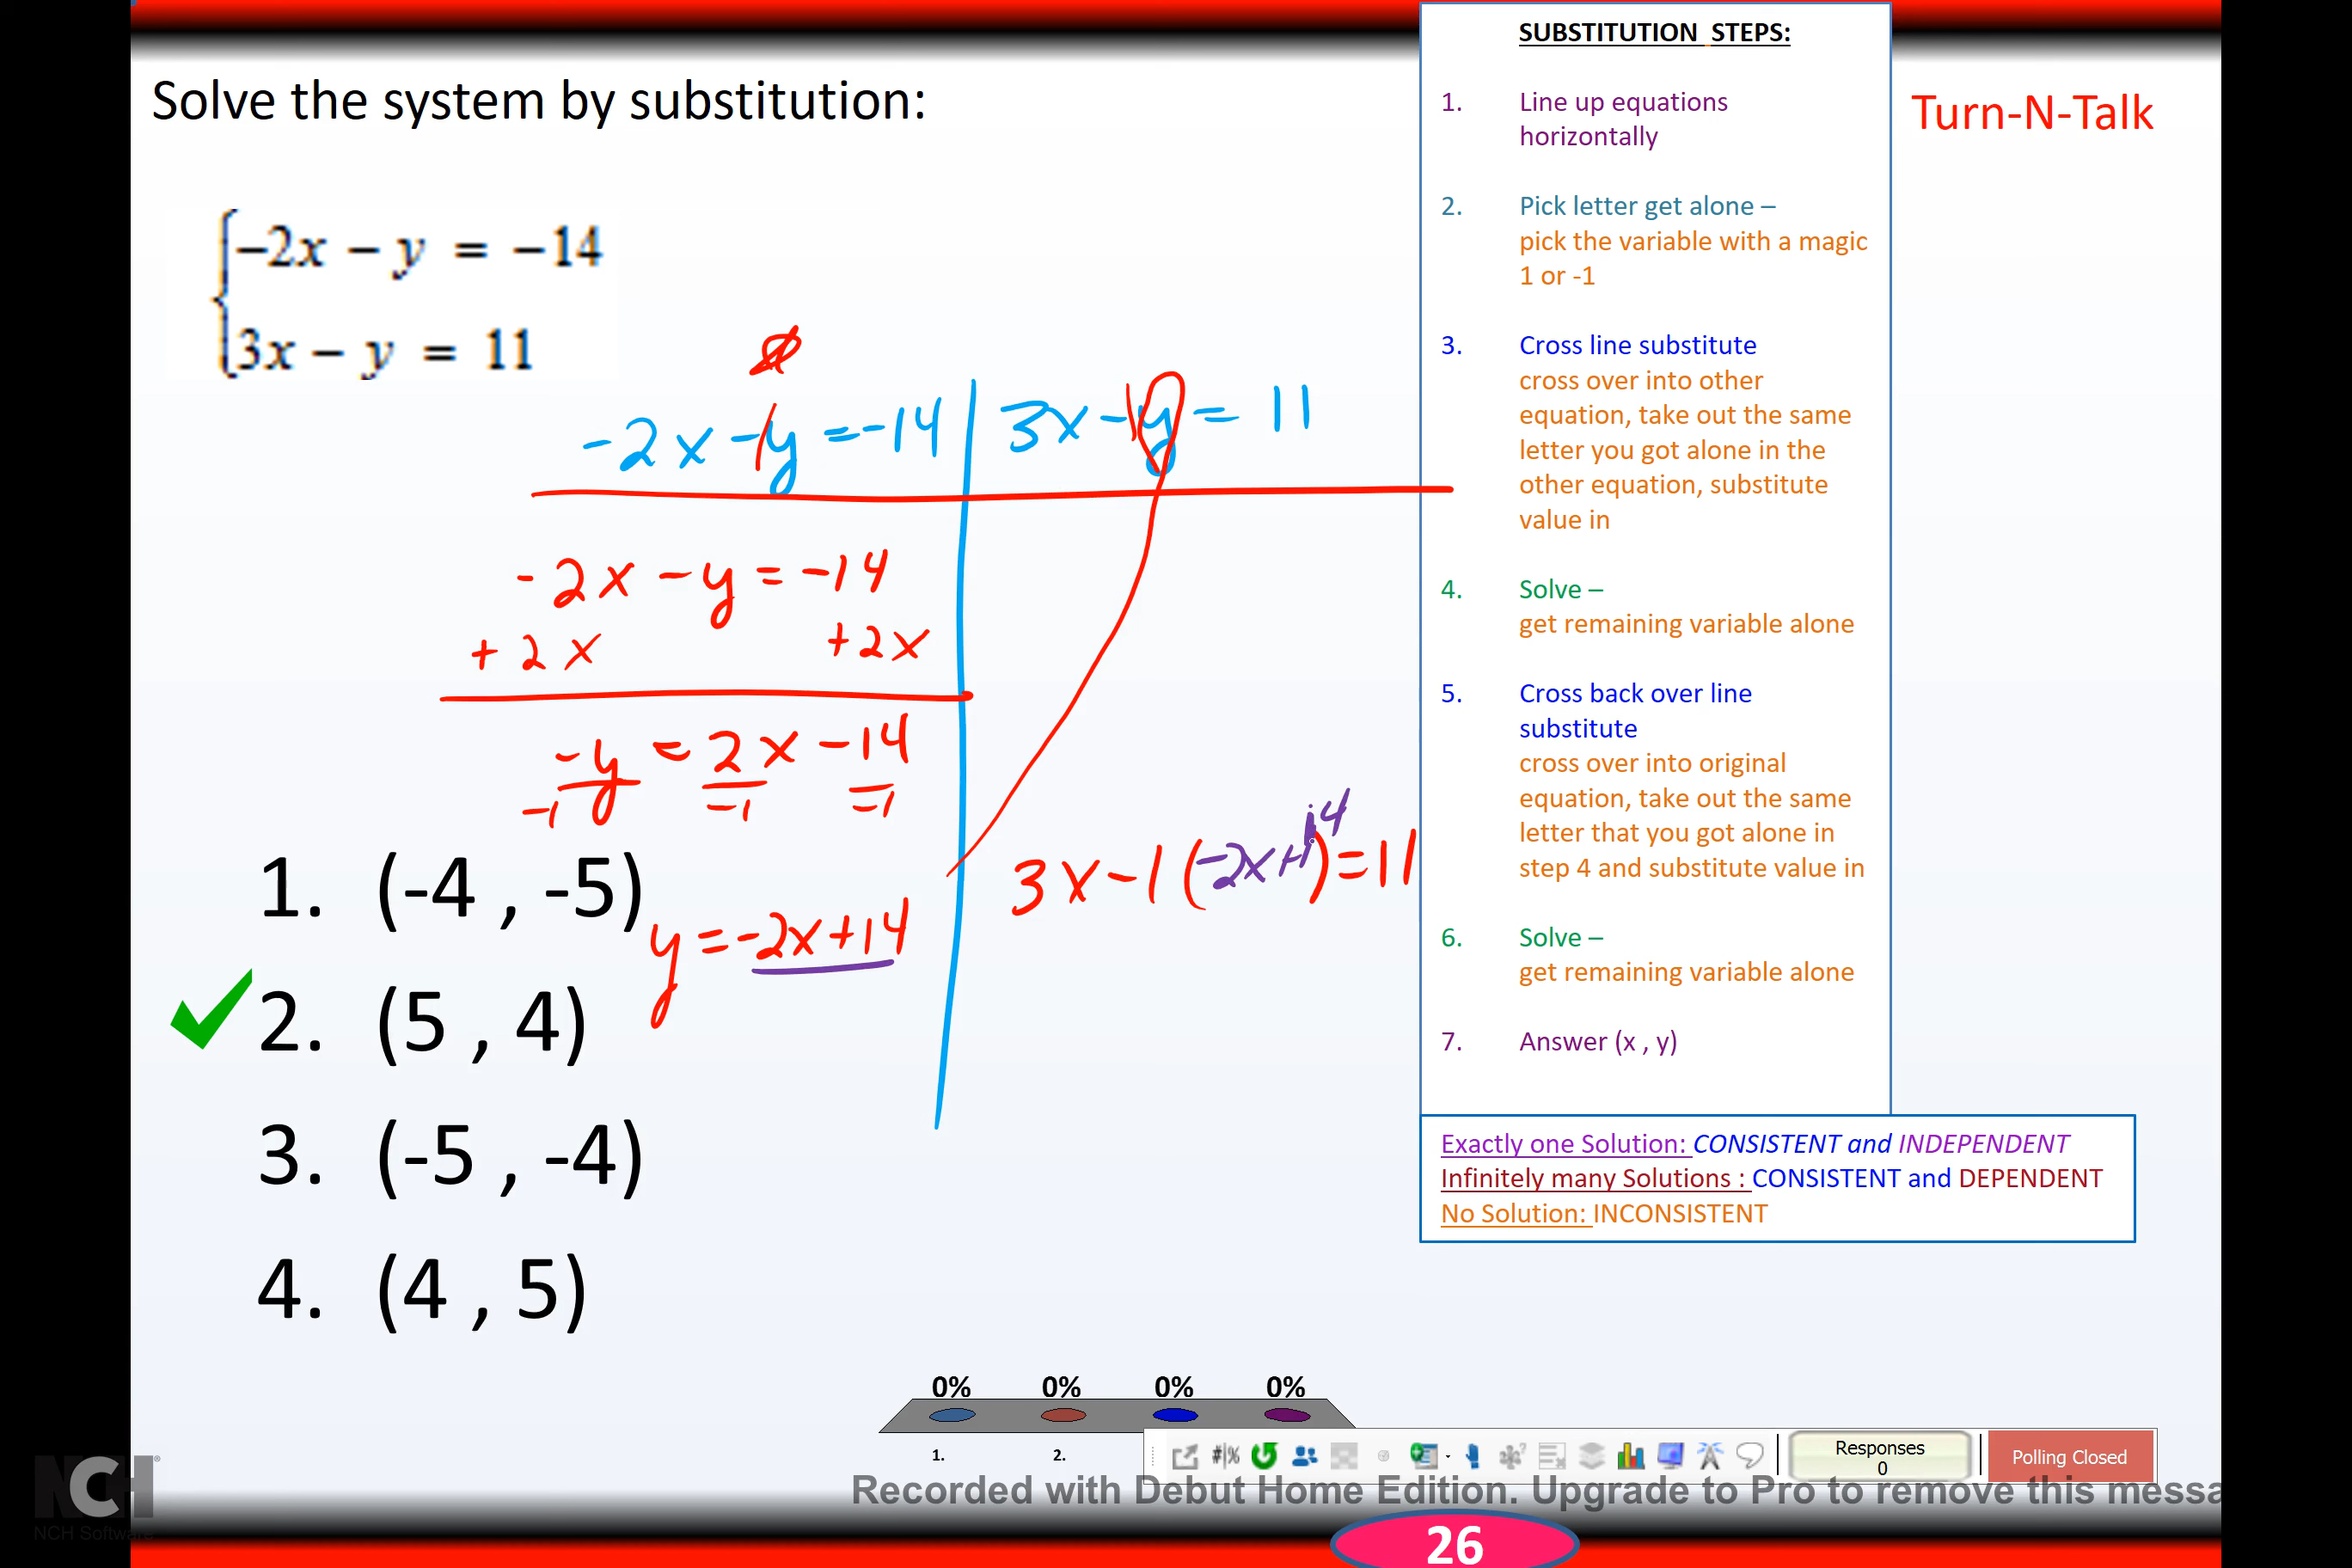 Solve the system by substitution:
-2x - y = -14
3x - y = 11
-2x -1y = -14
3x -1y = 11
-2x - y = -14
+2x +2x
-y = 2x - 14
-1 -1 -1
y = -2x+14
3x-1(-2x+14)=11
1. (-4 , -5)
2. (5 , 4)
3. (-5 , -4)
4. (4 , 5)
SUBSTITUTION STEPS:
1. Line up equations
horizontally
2. Pick letter get alone –
pick the variable with a magic
1 or -1
3. Cross line substitute
cross over into other
equation, take out the same
letter you got alone in the
other equation, substitute
value in
4. Solve –
get remaining variable alone
5. Cross back over line
substitute
cross over into original
equation, take out the same
letter that you got alone in
step 4 and substitute value in
6. Solve –
get remaining variable alone
7. Answer (x , y)
Turn-N-Talk
Exactly one Solution: CONSISTENT and INDEPENDENT
Infinitely many Solutions : CONSISTENT and DEPENDENT
No Solution: INCONSISTENT
0% 0% 0% 0%
1. 2.
#|%
Responses
0
Polling Closed
NCH
NCH Software
Recorded with Debut Home Edition. Upgrade to Pro to remove this messa
26